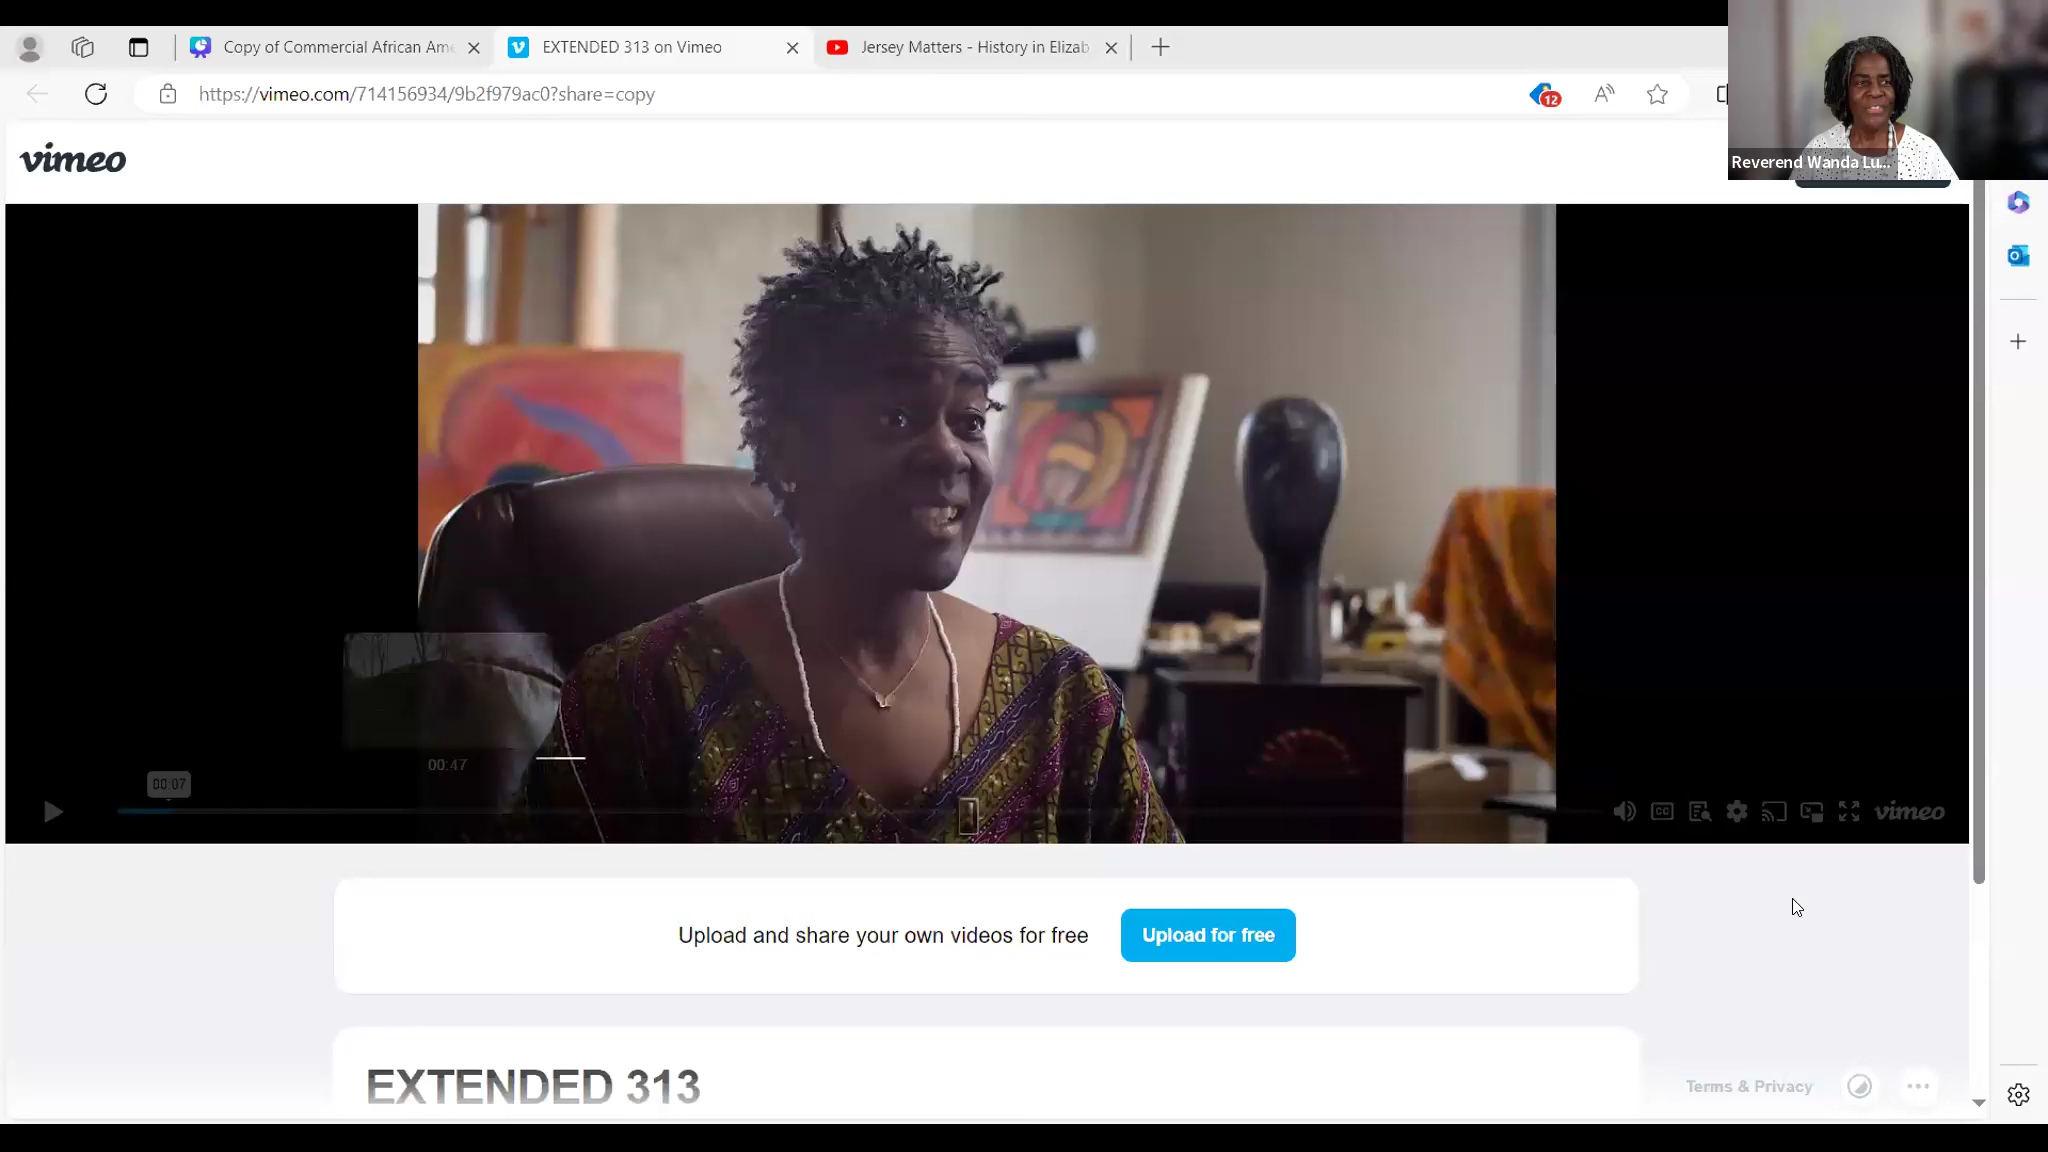 Copy of Commercial African Ame
EXTENDED 313 on Vimeo
Jersey Matters - History in Elizab
https://vimeo.com/714156934/9b2f979ac0?share=copy
12
Reverend Wanda Lu...
vimeo
00:47
00:07
CC
vimeo
Upload and share your own videos for free
Upload for free
EXTENDED 313
Terms & Privacy